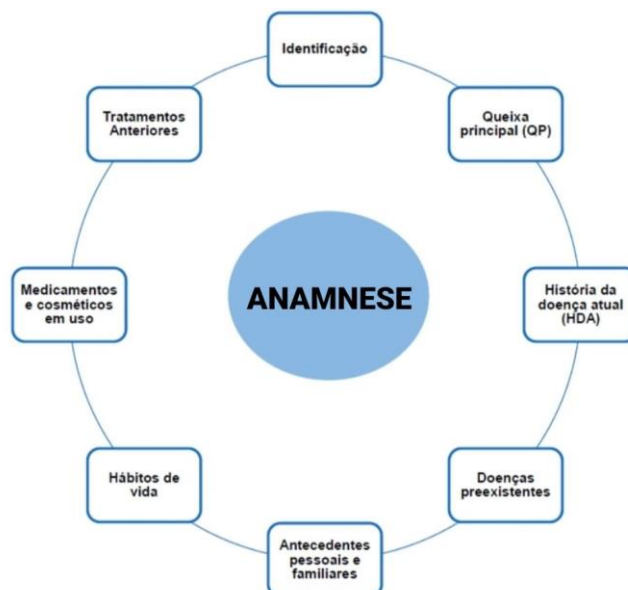 Identificação
Queixa
principal (QP)
História da
doença atual
(HDA)
Doenças
preexistentes
Antecedentes
pessoais e
familiares
Hábitos de
vida
Medicamentos
e cosméticos
em uso
Tratamentos
Anteriores
ANAMNESE